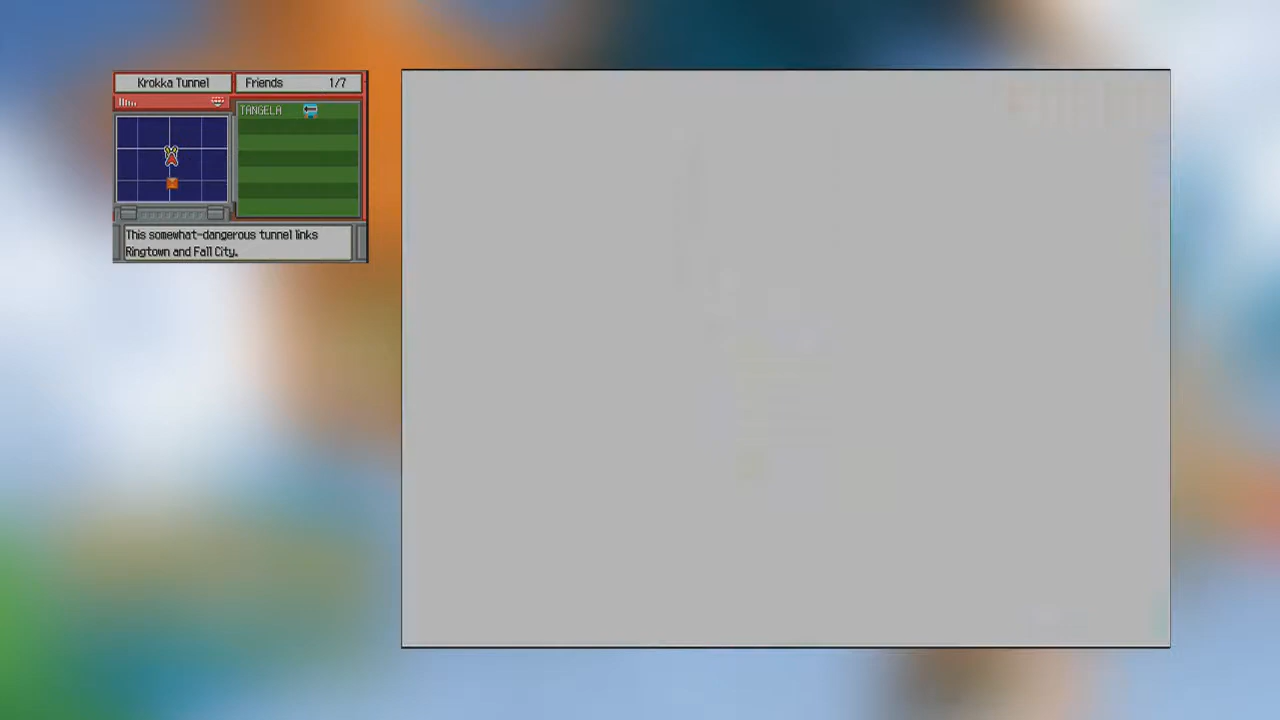 Krokka Tunnel
Friends 1/7
TANGELA
This somewhat-dangerous tunnel links
Ringtown and Fall City.